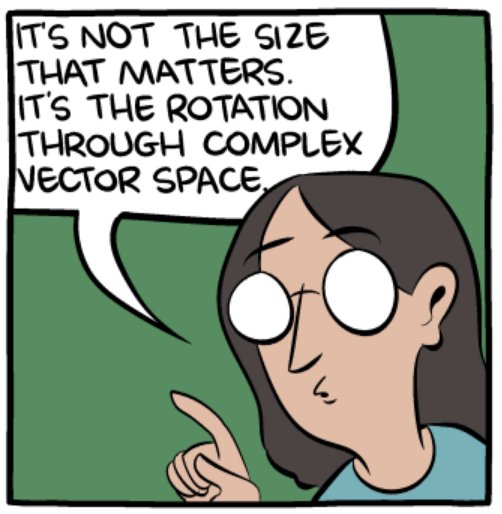 IT'S NOT THE SIZE
THAT MATTERS.
IT'S THE ROTATION
THROUGH COMPLEX
VECTOR SPACE.